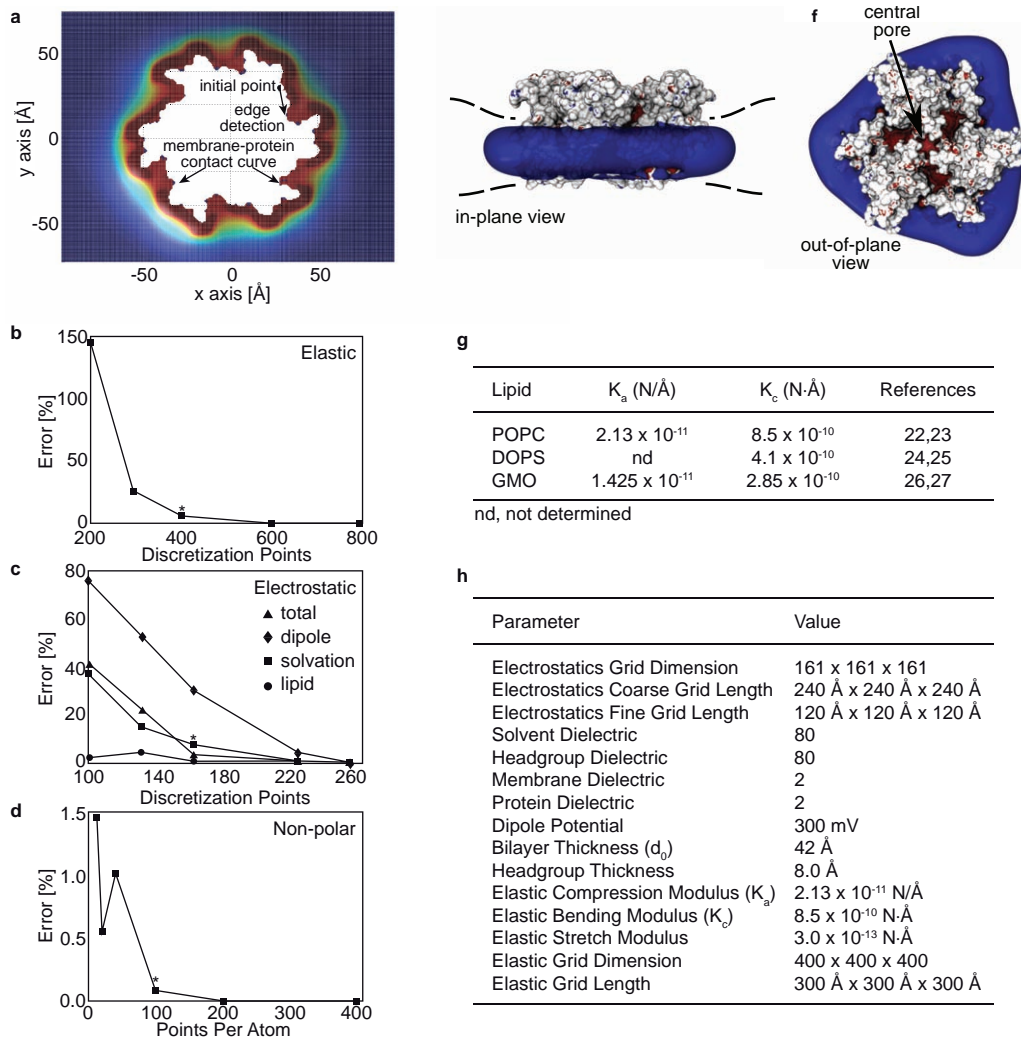 a
y axis [Å]
50
0
-50
-50
0
50
x axis [Å]
initial point
edge
detection
membrane-protein
contact curve
in-plane view
f
central
pore
out-of-plane
view
b
Elastic
Error [%]
150
100
50
0
200
400
600
800
Discretization Points
c
Electrostatic
total
dipole
solvation
lipid
Error [%]
80
60
40
20
0
100
140
180
220
260
*
Discretization Points
d
Non-polar
Error [%]
1.5
1.0
0.5
0.0
0
100
200
300
400
*
Points Per Atom
g
Lipid Kₐ (N/Å) K꜀ (N·Å) References
POPC 2.13 x 10⁻¹¹ 8.5 x 10⁻¹⁰ 22,23
DOPS nd 4.1 x 10⁻¹⁰ 24,25
GMO 1.425 x 10⁻¹¹ 2.85 x 10⁻¹⁰ 26,27
nd, not determined
h
Parameter Value
Electrostatics Grid Dimension 161 x 161 x 161
Electrostatics Coarse Grid Length 240 Å x 240 Å x 240 Å
Electrostatics Fine Grid Length 120 Å x 120 Å x 120 Å
Solvent Dielectric 80
Headgroup Dielectric 80
Membrane Dielectric 2
Protein Dielectric 2
Dipole Potential 300 mV
Bilayer Thickness (d₀) 42 Å
Headgroup Thickness 8.0 Å
Elastic Compression Modulus (Kₐ) 2.13 x 10⁻¹¹ N/Å
Elastic Bending Modulus (K꜀) 8.5 x 10⁻¹⁰ N·Å
Elastic Stretch Modulus 3.0 x 10⁻¹³ N·Å
Elastic Grid Dimension 400 x 400 x 400
Elastic Grid Length 300 Å x 300 Å x 300 Å